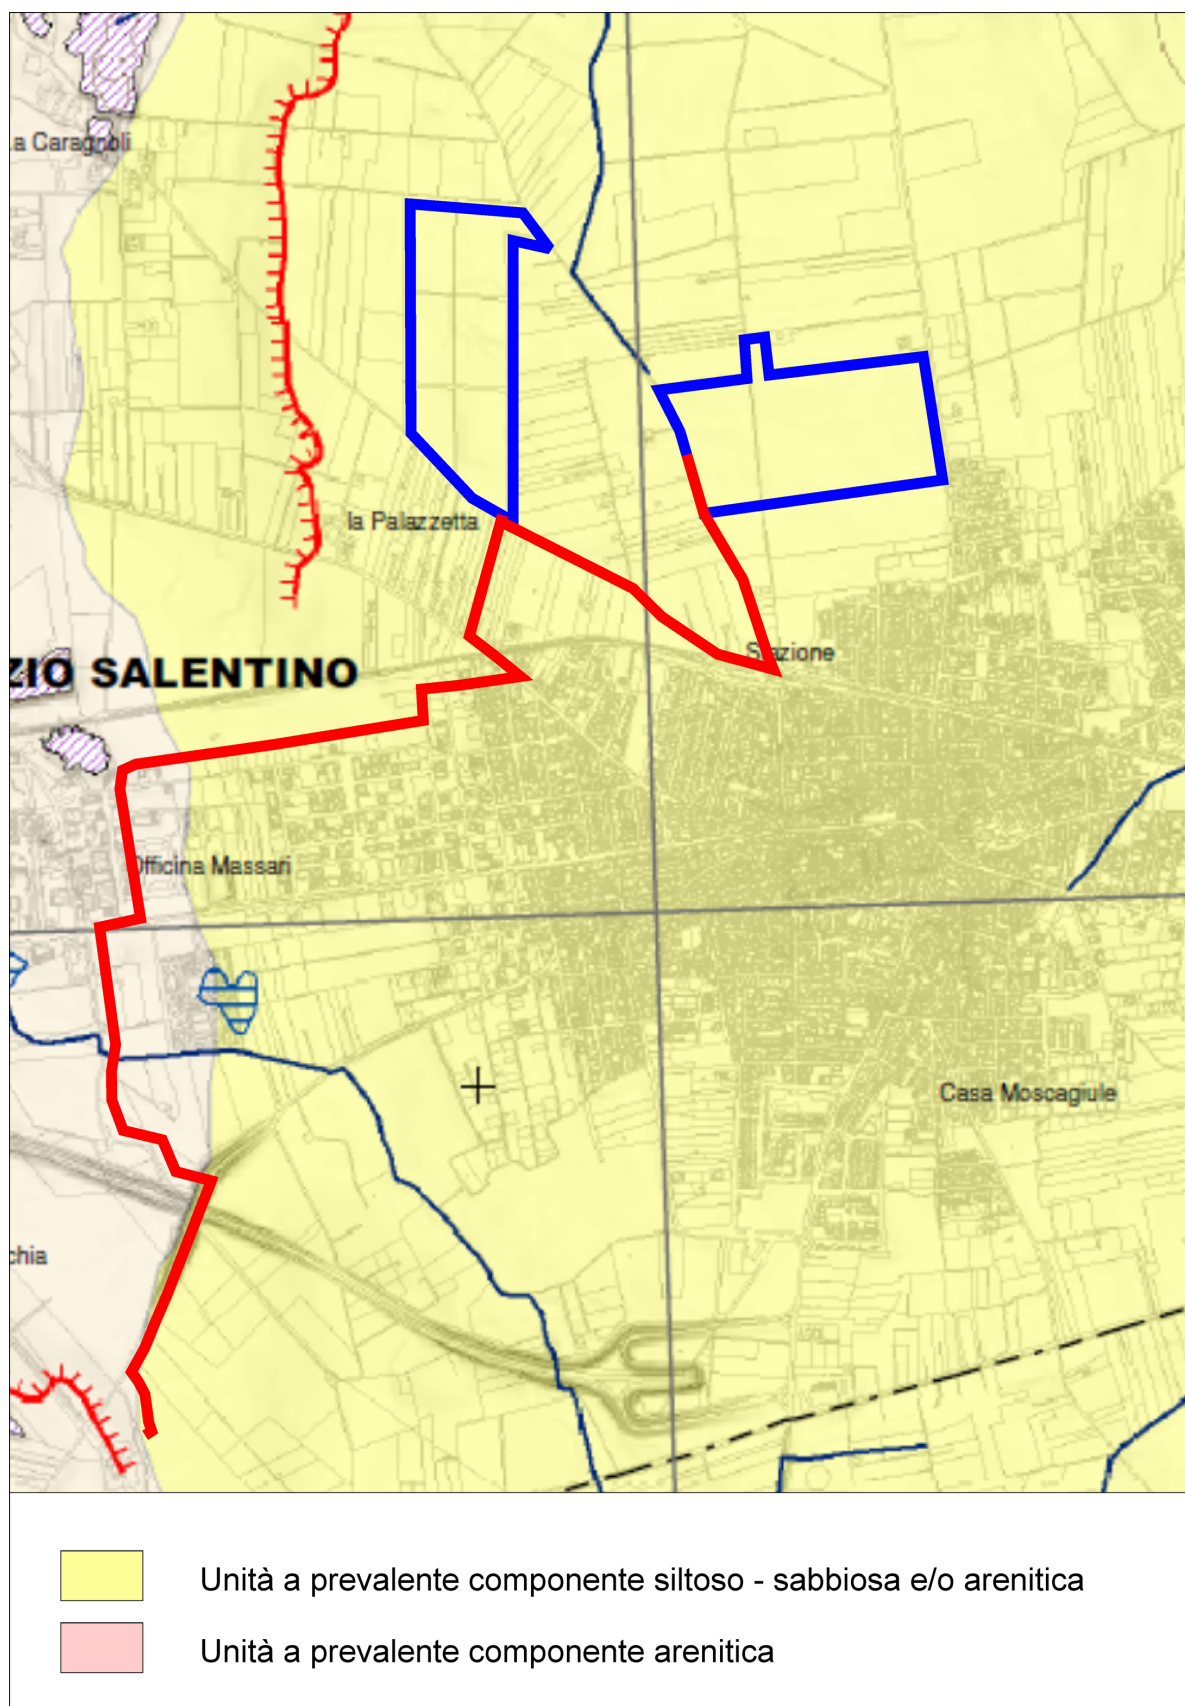 a Caragnoli
la Palazzetta
Stazione
ZIO SALENTINO
Officina Massari
Casa Moscagiule
chia
Unità a prevalente componente siltoso - sabbiosa e/o arenitica
Unità a prevalente componente arenitica